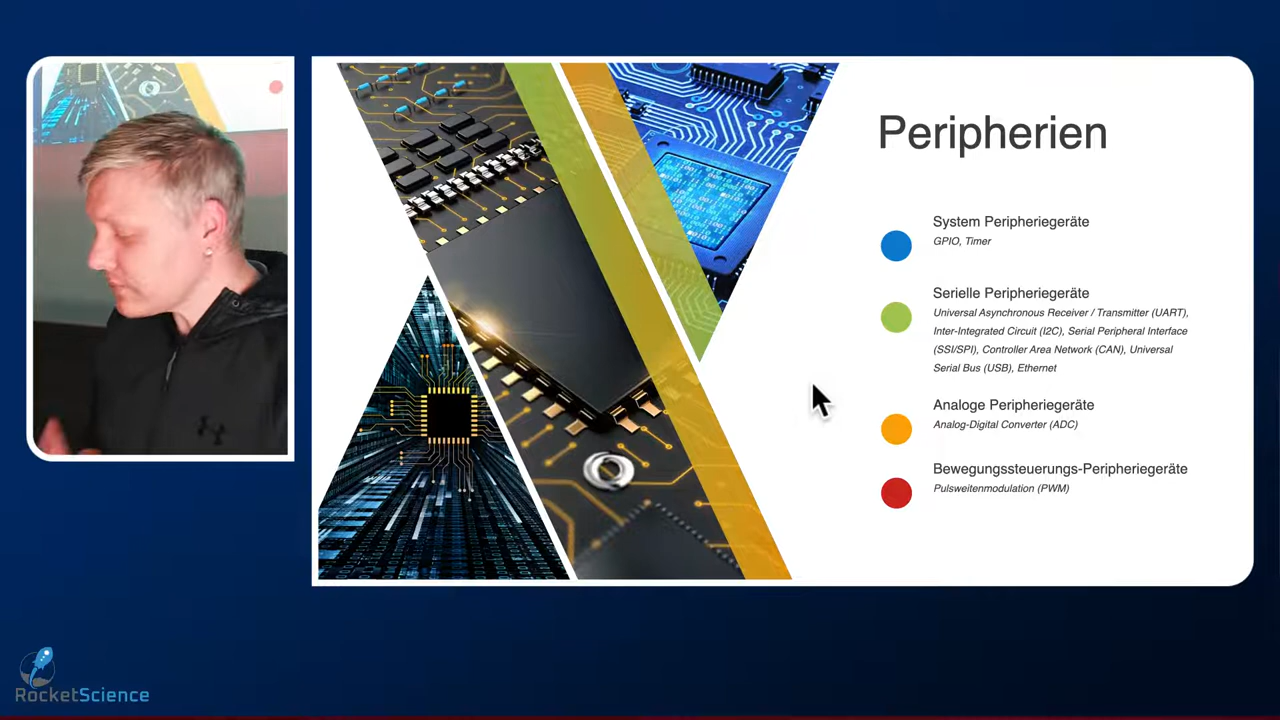 Peripherien
System Peripheriegeräte
GPIO, Timer
Serielle Peripheriegeräte
Universal Asynchronous Receiver / Transmitter (UART),
Inter-Integrated Circuit (I2C), Serial Peripheral Interface
(SSI/SPI), Controller Area Network (CAN), Universal
Serial Bus (USB), Ethernet
Analoge Peripheriegeräte
Analog-Digital Converter (ADC)
Bewegungssteuerungs-Peripheriegeräte
Pulsweitenmodulation (PWM)
RocketScience